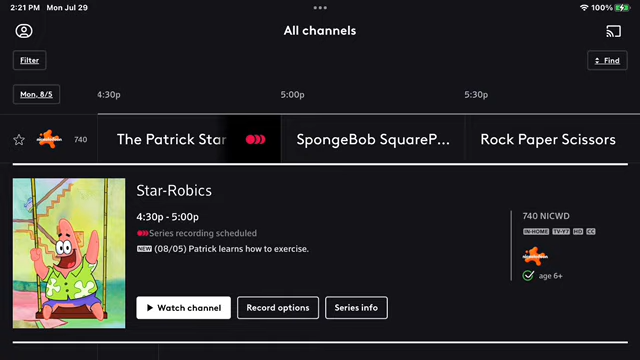 2:21 PM Mon Jul 29
100%
All channels
Filter
Find
Mon, 8/5
4:30p 5:00p 5:30p
740 The Patrick Star SpongeBob SquareP... Rock Paper Scissors
Star-Robics
4:30p - 5:00p
Series recording scheduled
NEW (08/05) Patrick learns how to exercise.
Watch channel Record options Series info
740 NICWD
IN-HOME TV-Y7 HD CC
age 6+